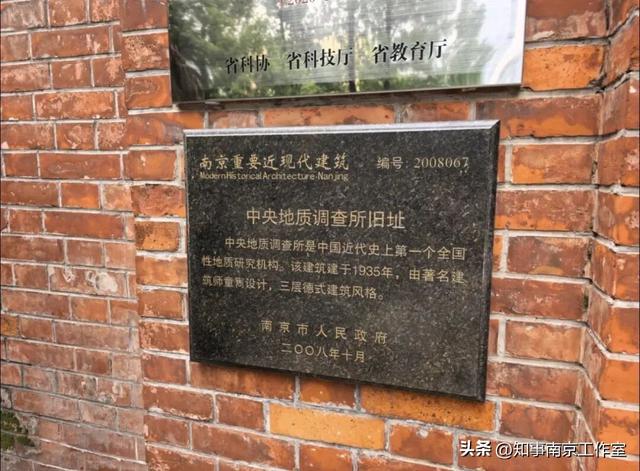 省科协 省科技厅 省教育厅
南京重要近现代建筑 编号 2008067
Modern Historical Architecture·Nanjing
中央地质调查所旧址
中央地质调查所是中国近代史上第一个全国
性地质研究机构。该建筑建于1935年，由著名建
筑师童寯设计，三层德式建筑风格。
南京市人民政府
二〇〇八年十月
头条 @知事南京工作室